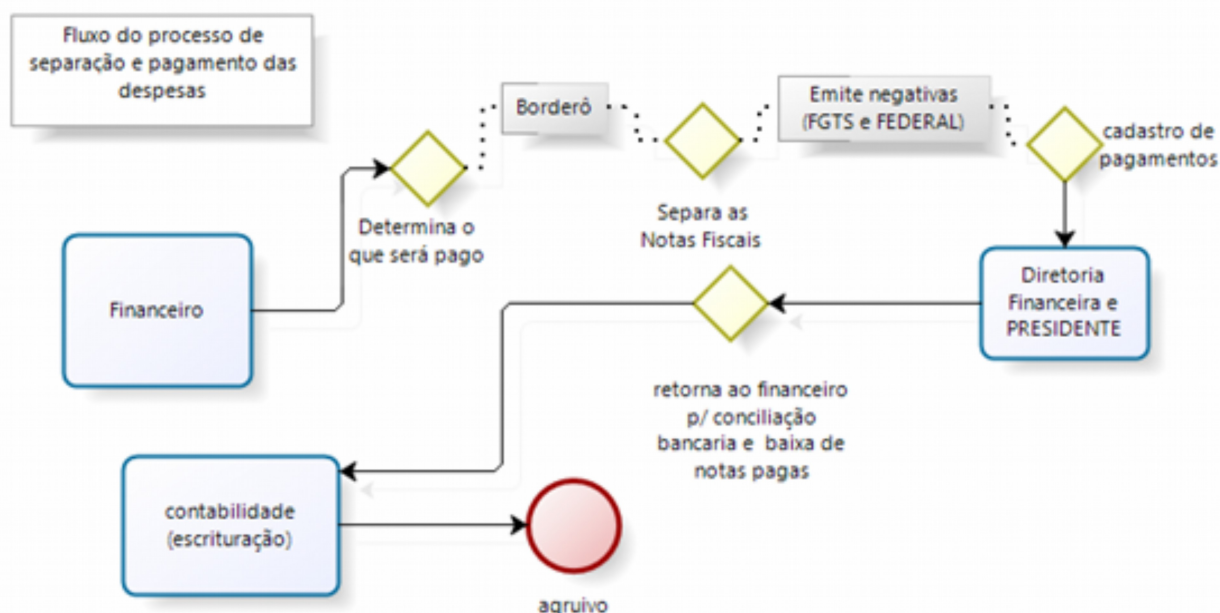 Fluxo do processo de
separação e pagamento das
despesas
Borderô
Emite negativas
(FGTS e FEDERAL)
cadastro de
pagamentos
Determina o
que será pago
Separa as
Notas Fiscais
Financeiro
Diretoria
Financeira e
PRESIDENTE
retorna ao financeiro
p/ conciliação
bancaria e baixa de
notas pagas
contabilidade
(escrituração)
agruivo